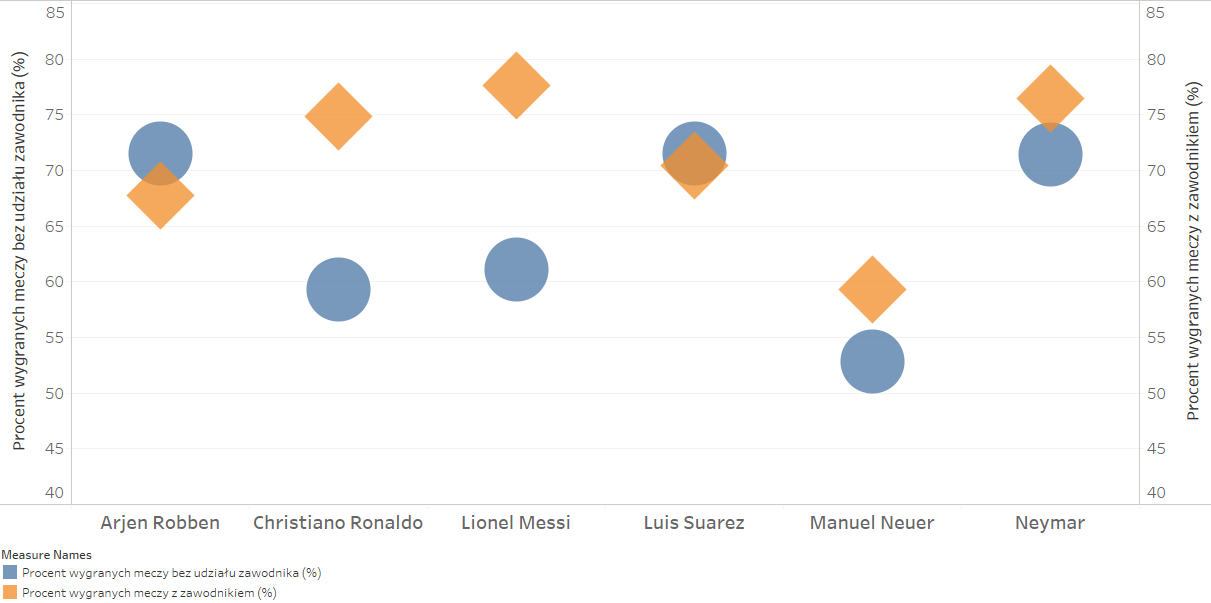 85
80
75
70
65
60
55
50
45
40
Procent wygranych meczy bez udziału zawodnika (%)
85
80
75
70
65
60
55
50
45
40
Procent wygranych meczy z zawodnikiem (%)
Arjen Robben
Christiano Ronaldo
Lionel Messi
Luis Suarez
Manuel Neuer
Neymar
Measure Names
Procent wygranych meczy bez udziału zawodnika (%)
Procent wygranych meczy z zawodnikiem (%)